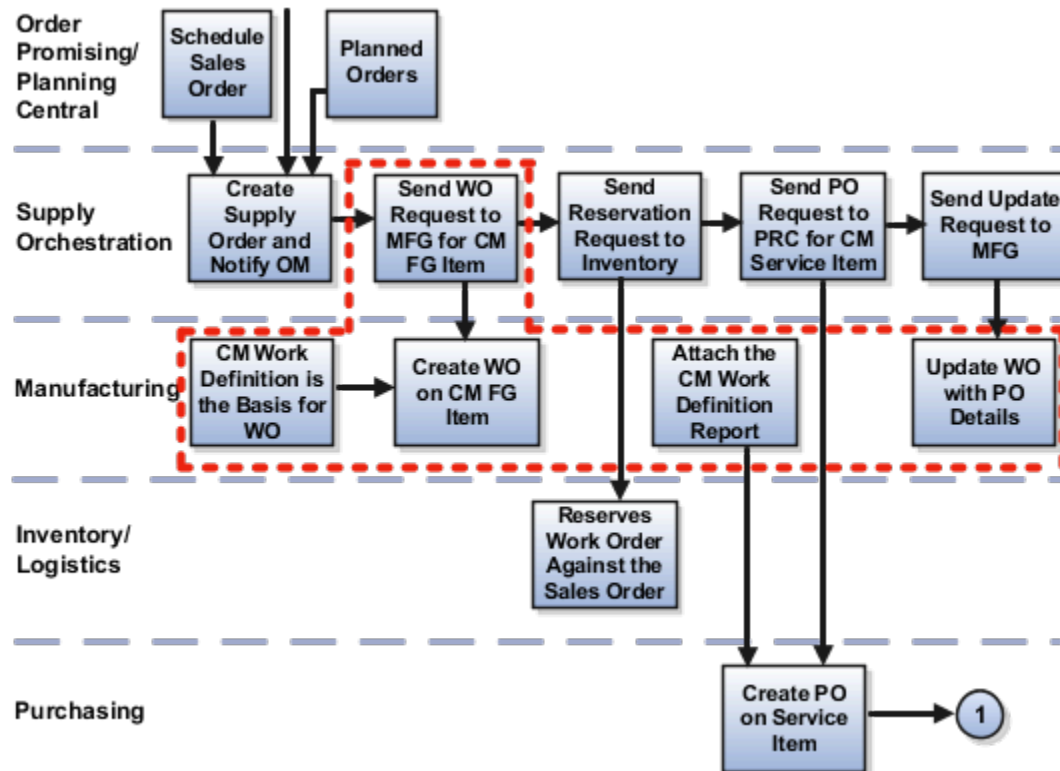 Order
Promising/
Planning
Central
Schedule
Sales
Order
Planned
Orders
Supply
Orchestration
Create
Supply
Order and
Notify OM
Send WO
Request to
MFG for CM
FG Item
Send
Reservation
Request to
Inventory
Send PO
Request to
PRC for CM
Service Item
Send Update
Request to
MFG
Manufacturing
CM Work
Definition is
the Basis for
WO
Create WO
on CM FG
Item
Attach the
CM Work
Definition
Report
Update WO
with PO
Details
Inventory/
Logistics
Reserves
Work Order
Against the
Sales Order
Purchasing
Create PO
on Service
Item
1